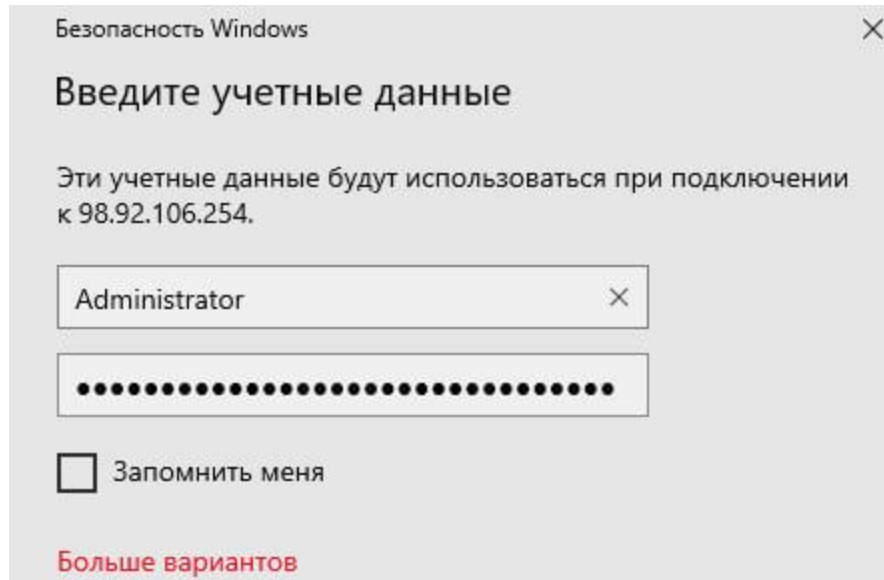 Безопасность Windows
Введите учетные данные
Эти учетные данные будут использоваться при подключении
к 98.92.106.254.
Administrator
••••••••••••••••••••••••••••••••
Запомнить меня
Больше вариантов